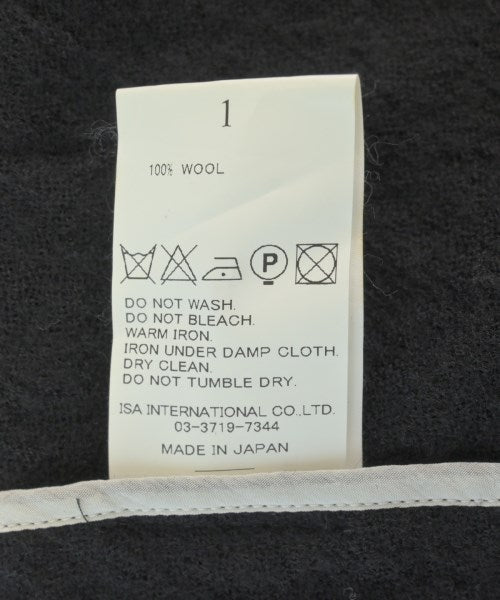 1
100% WOOL
P
DO NOT WASH.
DO NOT BLEACH.
WARM IRON.
IRON UNDER DAMP CLOTH.
DRY CLEAN.
DO NOT TUMBLE DRY.
ISA INTERNATIONAL CO.,LTD.
03-3719-7344
MADE IN JAPAN